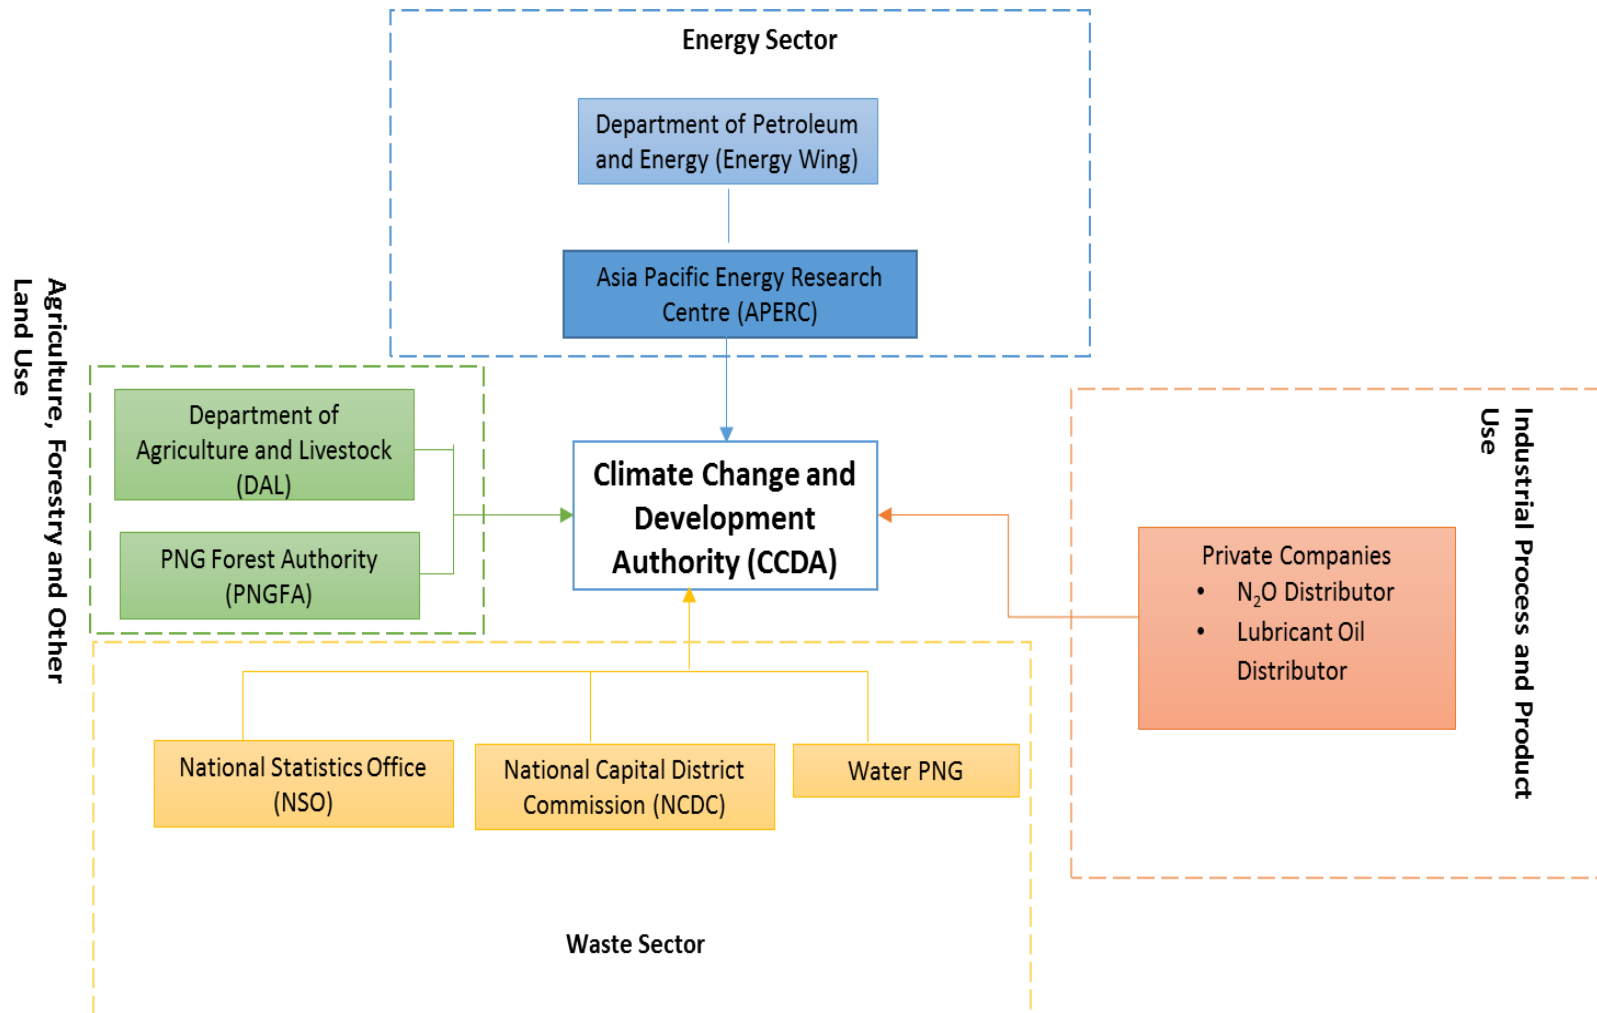 Energy Sector
Department of Petroleum
and Energy (Energy Wing)
Asia Pacific Energy Research
Centre (APERC)
Agriculture, Forestry and Other
Land Use
Department of
Agriculture and Livestock
(DAL)
PNG Forest Authority
(PNGFA)
Climate Change and
Development
Authority (CCDA)
Industrial Process and Product
Use
Private Companies
• N₂O Distributor
• Lubricant Oil
Distributor
National Statistics Office
(NSO)
National Capital District
Commission (NCDC)
Water PNG
Waste Sector